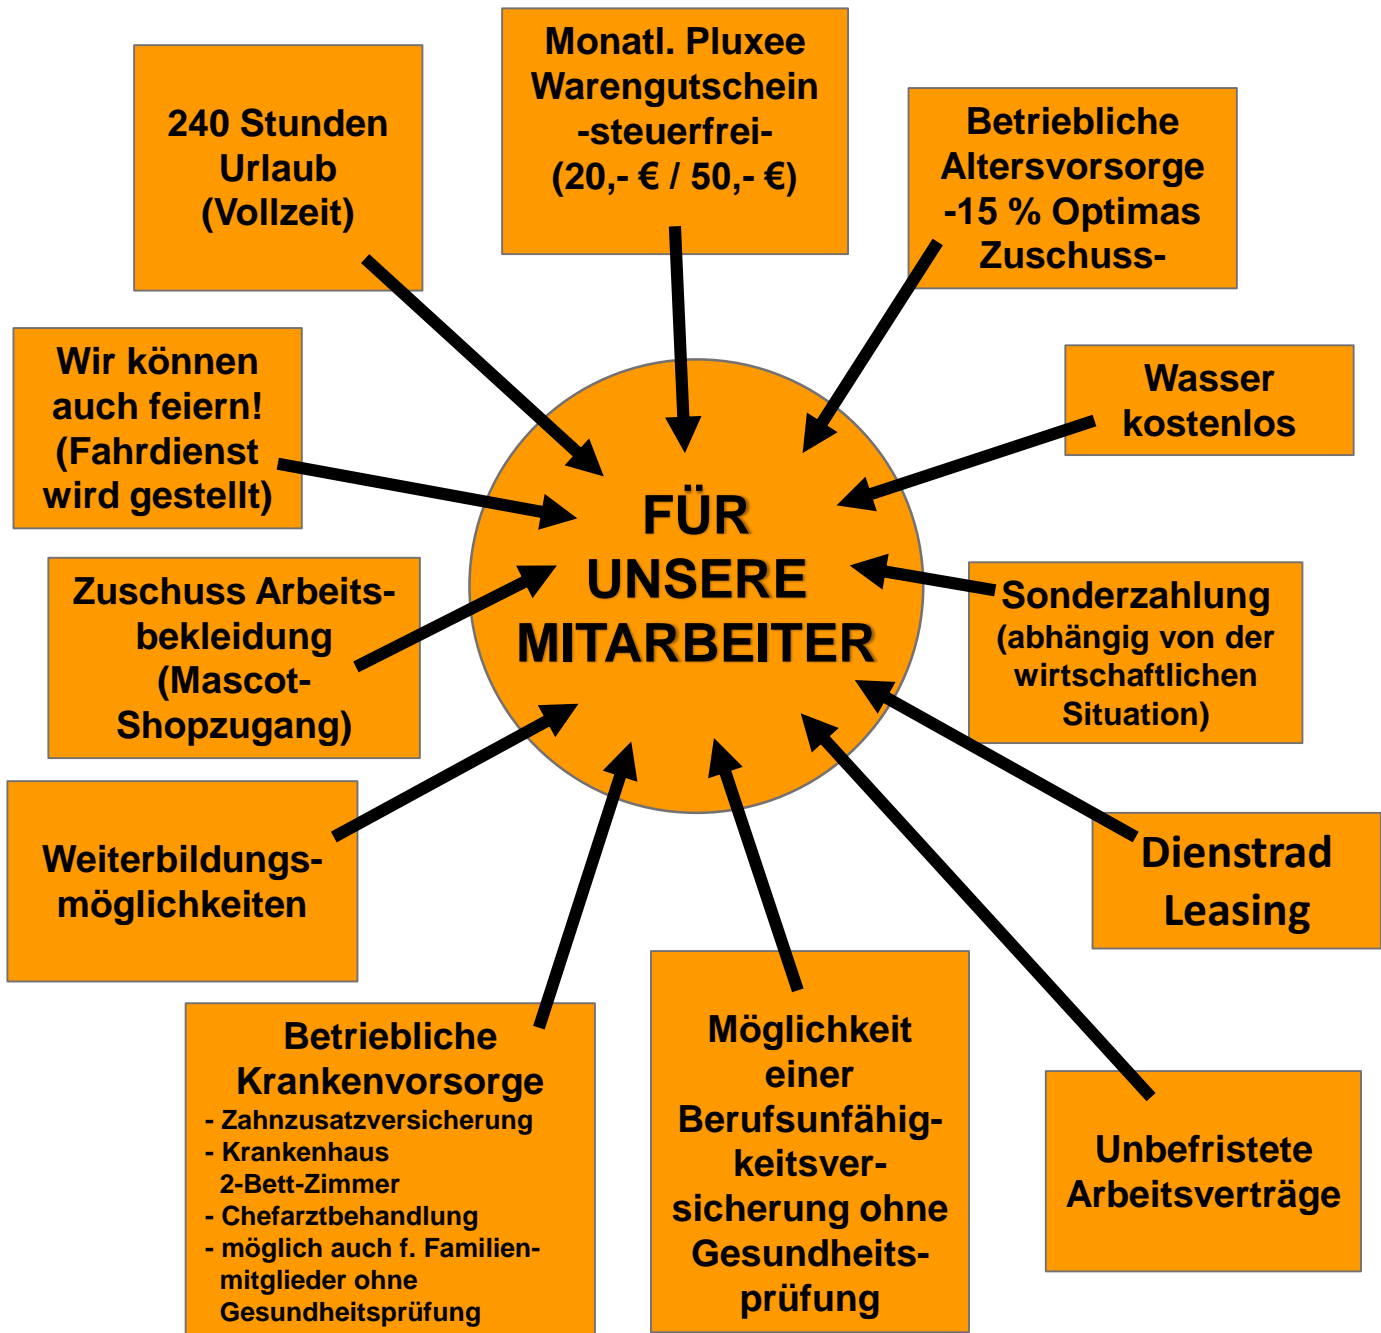 Monatl. Pluxee
Warengutschein
-steuerfrei-
(20,- € / 50,- €)
240 Stunden
Urlaub
(Vollzeit)
Betriebliche
Altersvorsorge
-15 % Optimas
Zuschuss-
Wir können
auch feiern!
(Fahrdienst
wird gestellt)
Wasser
kostenlos
FÜR
UNSERE
MITARBEITER
Zuschuss Arbeits-
bekleidung
(Mascot-
Shopzugang)
Sonderzahlung
(abhängig von der
wirtschaftlichen
Situation)
Weiterbildungs-
möglichkeiten
Dienstrad
Leasing
Betriebliche
Krankenvorsorge
- Zahnzusatzversicherung
- Krankenhaus
2-Bett-Zimmer
- Chefarztbehandlung
- möglich auch f. Familien-
mitglieder ohne
Gesundheitsprüfung
Möglichkeit
einer
Berufsunfähig-
keitsver-
sicherung ohne
Gesundheits-
prüfung
Unbefristete
Arbeitsverträge